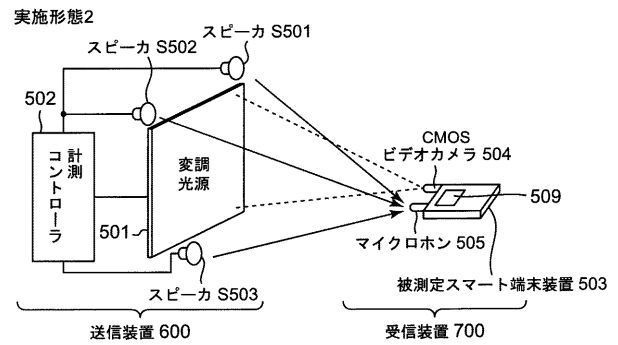 実施形態2
スピーカ S501
スピーカ S502
502
計測コントローラ
変調
光源
501
CMOS
ビデオカメラ 504
509
マイクロホン 505
スピーカ S503
被測定スマート端末装置 503
送信装置 600
受信装置 700